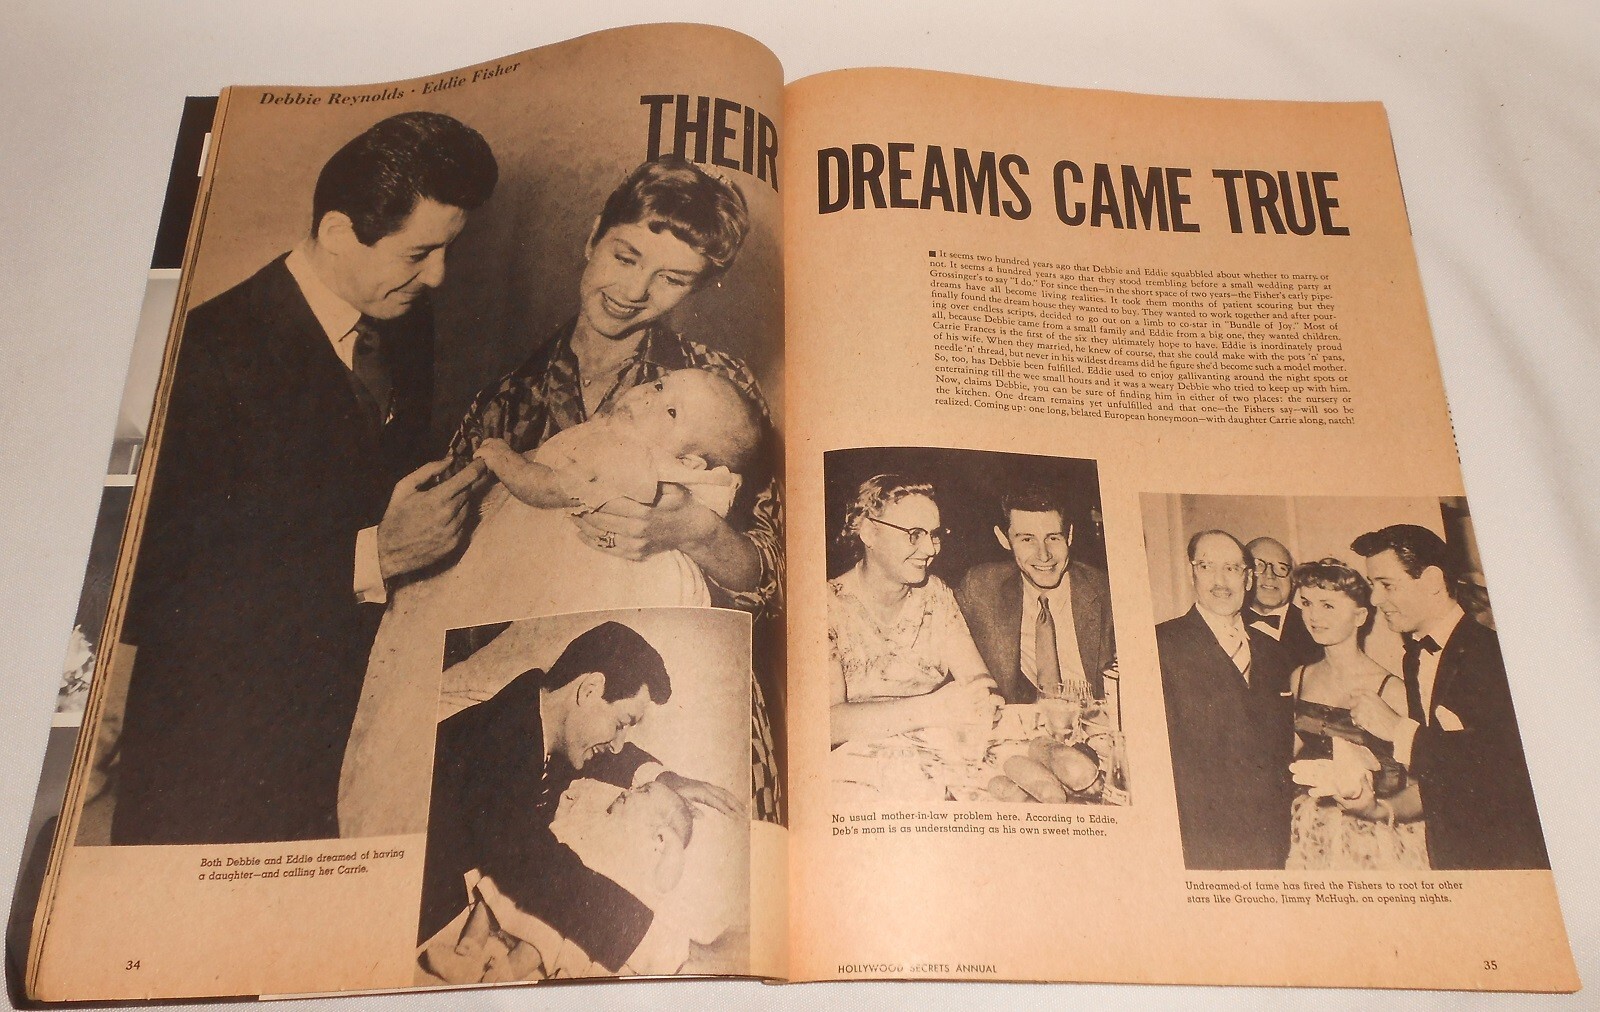 Debbie Reynolds · Eddie Fisher
THEIR
DREAMS CAME TRUE
■ It seems two hundred years ago that Debbie and Eddie squabbled about whether to marry, or
not. It seems a hundred years ago that they stood trembling before a small wedding party at
Grossinger's to say "I do." For since then—in the short space of two years—the Fisher's early pipe-
dreams have all become living realities. It took them months of patient scouring but they
finally found the dream house they wanted to buy. They wanted to work together and after pour-
ing over endless scripts, decided to go out on a limb to co-star in "Bundle of Joy." Most of
all, because Debbie came from a small family and Eddie from a big one, they wanted children.
Carrie Frances is the first of the six they ultimately hope to have. Eddie is inordinately proud
of his wife. When they married, he knew of course, that she could make with the pots 'n' pans,
needle 'n' thread, but never in his wildest dreams did he figure she'd become such a model mother.
So, too, has Debbie been fulfilled. Eddie used to enjoy gallivanting around the night spots or
entertaining till the wee small hours and it was a weary Debbie who tried to keep up with him.
Now, claims Debbie, you can be sure of finding him in either of two places: the nursery or
the kitchen. One dream remains yet unfulfilled and that one—the Fishers say—will soo be
realized. Coming up: one long, belated European honeymoon—with daughter Carrie along, natch!
No usual mother-in-law problem here. According to Eddie,
Deb's mom is as understanding as his own sweet mother.
Undreamed-of fame has fired the Fishers to root for other
stars like Groucho, Jimmy McHugh, on opening nights.
Both Debbie and Eddie dreamed of having
a daughter—and calling her Carrie.
34
HOLLYWOOD SECRETS ANNUAL
35